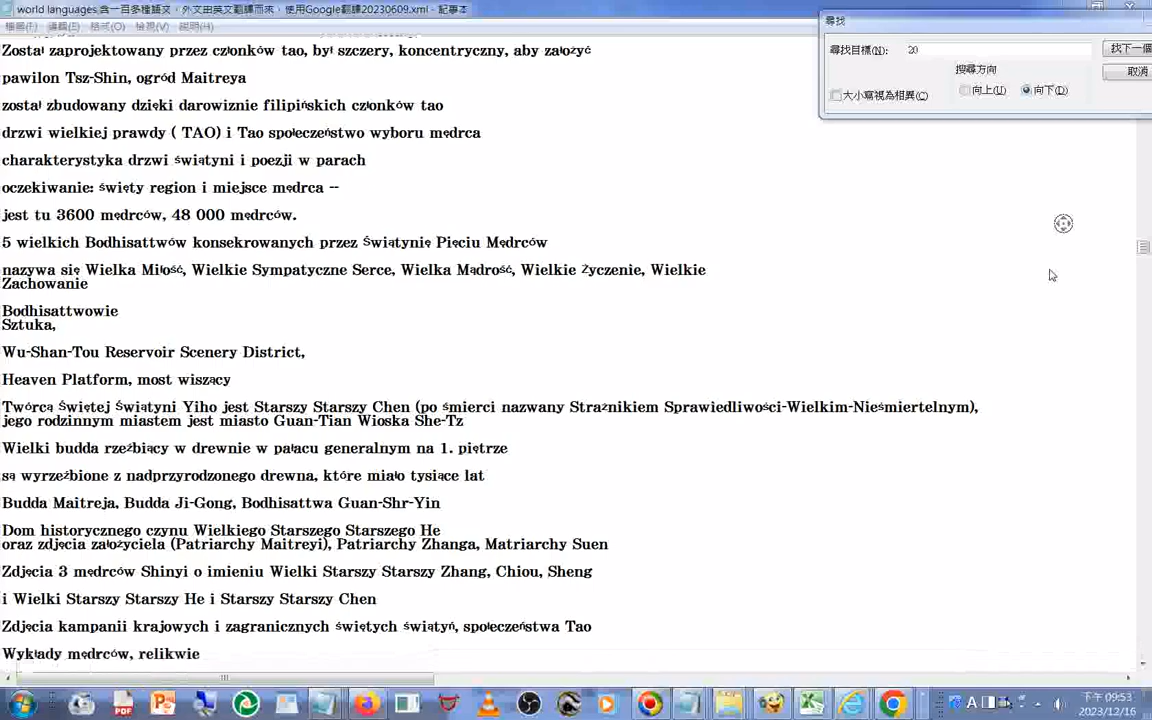 world languages 含一百多種語文，外文由英文翻譯而來，使用Google翻譯20230609.xml - 記事本
檔案(F) 編輯(E) 格式(O) 檢視(V) 說明(H)
尋找
尋找目標(N): 20
找下一個
搜尋方向
取消
大小寫視為相異(C)
向上(U)
向下(D)
Został zaprojektowany przez członków tao, był szczery, koncentryczny, aby założyć
pawilon Tsz-Shin, ogród Maitreya
został zbudowany dzięki darowiznie filipińskich członków tao
drzwi wielkiej prawdy ( TAO) i Tao społeczeństwo wyboru mędrca
charakterystyka drzwi świątyni i poezji w parach
oczekiwanie: święty region i miejsce mędrca --
jest tu 3600 mędrców, 48 000 mędrców.
5 wielkich Bodhisattwów konsekrowanych przez Świątynię Pięciu Mędrców
nazywa się Wielka Miłość, Wielkie Sympatyczne Serce, Wielka Mądrość, Wielkie Życzenie, Wielkie
Zachowanie
Bodhisattwowie
Sztuka,
Wu-Shan-Tou Reservoir Scenery District,
Heaven Platform, most wiszący
Twórcą Świętej Świątyni Yiho jest Starszy Starszy Chen (po śmierci nazwany Strażnikiem Sprawiedliwości-Wielkim-Nieśmiertelnym),
jego rodzinnym miastem jest miasto Guan-Tian Wioska She-Tz
Wielki budda rzeźbiący w drewnie w pałacu generalnym na 1. piętrze
są wyrzeźbione z nadprzyrodzonego drewna, które miało tysiące lat
Budda Maitreja, Budda Ji-Gong, Bodhisattwa Guan-Shr-Yin
Dom historycznego czynu Wielkiego Starszego Starszego He
oraz zdjęcia założyciela (Patriarchy Maitreyi), Patriarchy Zhanga, Matriarchy Suen
Zdjęcia 3 mędrców Shinyi o imieniu Wielki Starszy Starszy Zhang, Chiou, Sheng
i Wielki Starszy Starszy He i Starszy Starszy Chen
Zdjęcia kampanii krajowych i zagranicznych świętych świątyń, społeczeństwa Tao
Wykłady mędrców, relikwie
下午 09:53
2023/12/16